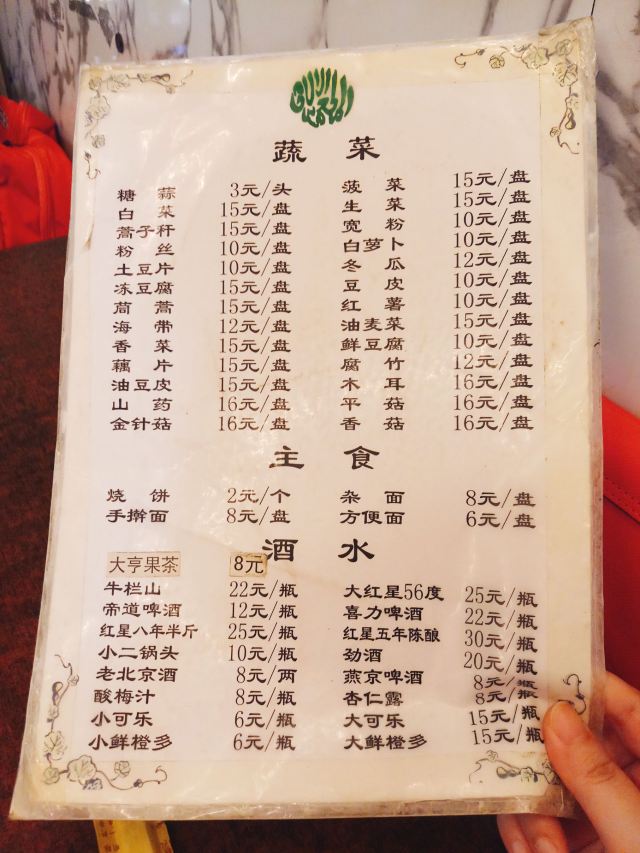 蔬 菜
糖 蒜 3元/头 菠 菜 15元/盘
白 菜 15元/盘 生 菜 15元/盘
蒿子秆 15元/盘 宽 粉 10元/盘
粉 丝 10元/盘 白萝卜 10元/盘
土豆片 10元/盘 冬 瓜 12元/盘
冻豆腐 15元/盘 豆 皮 10元/盘
茼 蒿 15元/盘 红 薯 10元/盘
海 带 12元/盘 油麦菜 15元/盘
香 菜 15元/盘 鲜豆腐 10元/盘
藕 片 15元/盘 腐 竹 12元/盘
油豆皮 15元/盘 木 耳 16元/盘
山 药 16元/盘 平 菇 16元/盘
金针菇 16元/盘 香 菇 16元/盘
主 食
烧 饼 2元/个 杂 面 8元/盘
手擀面 8元/盘 方便面 6元/盘
酒 水
大亨果茶 8元
牛栏山 22元/瓶 大红星56度 25元/瓶
帝道啤酒 12元/瓶 喜力啤酒 22元/瓶
红星八年半斤 25元/瓶 红星五年陈酿 30元/瓶
小二锅头 10元/瓶 劲酒 20元/瓶
老北京酒 8元/两 燕京啤酒 8元/瓶
酸梅汁 8元/瓶 杏仁露 8元/瓶
小可乐 6元/瓶 大可乐 15元/瓶
小鲜橙多 6元/瓶 大鲜橙多 15元/瓶